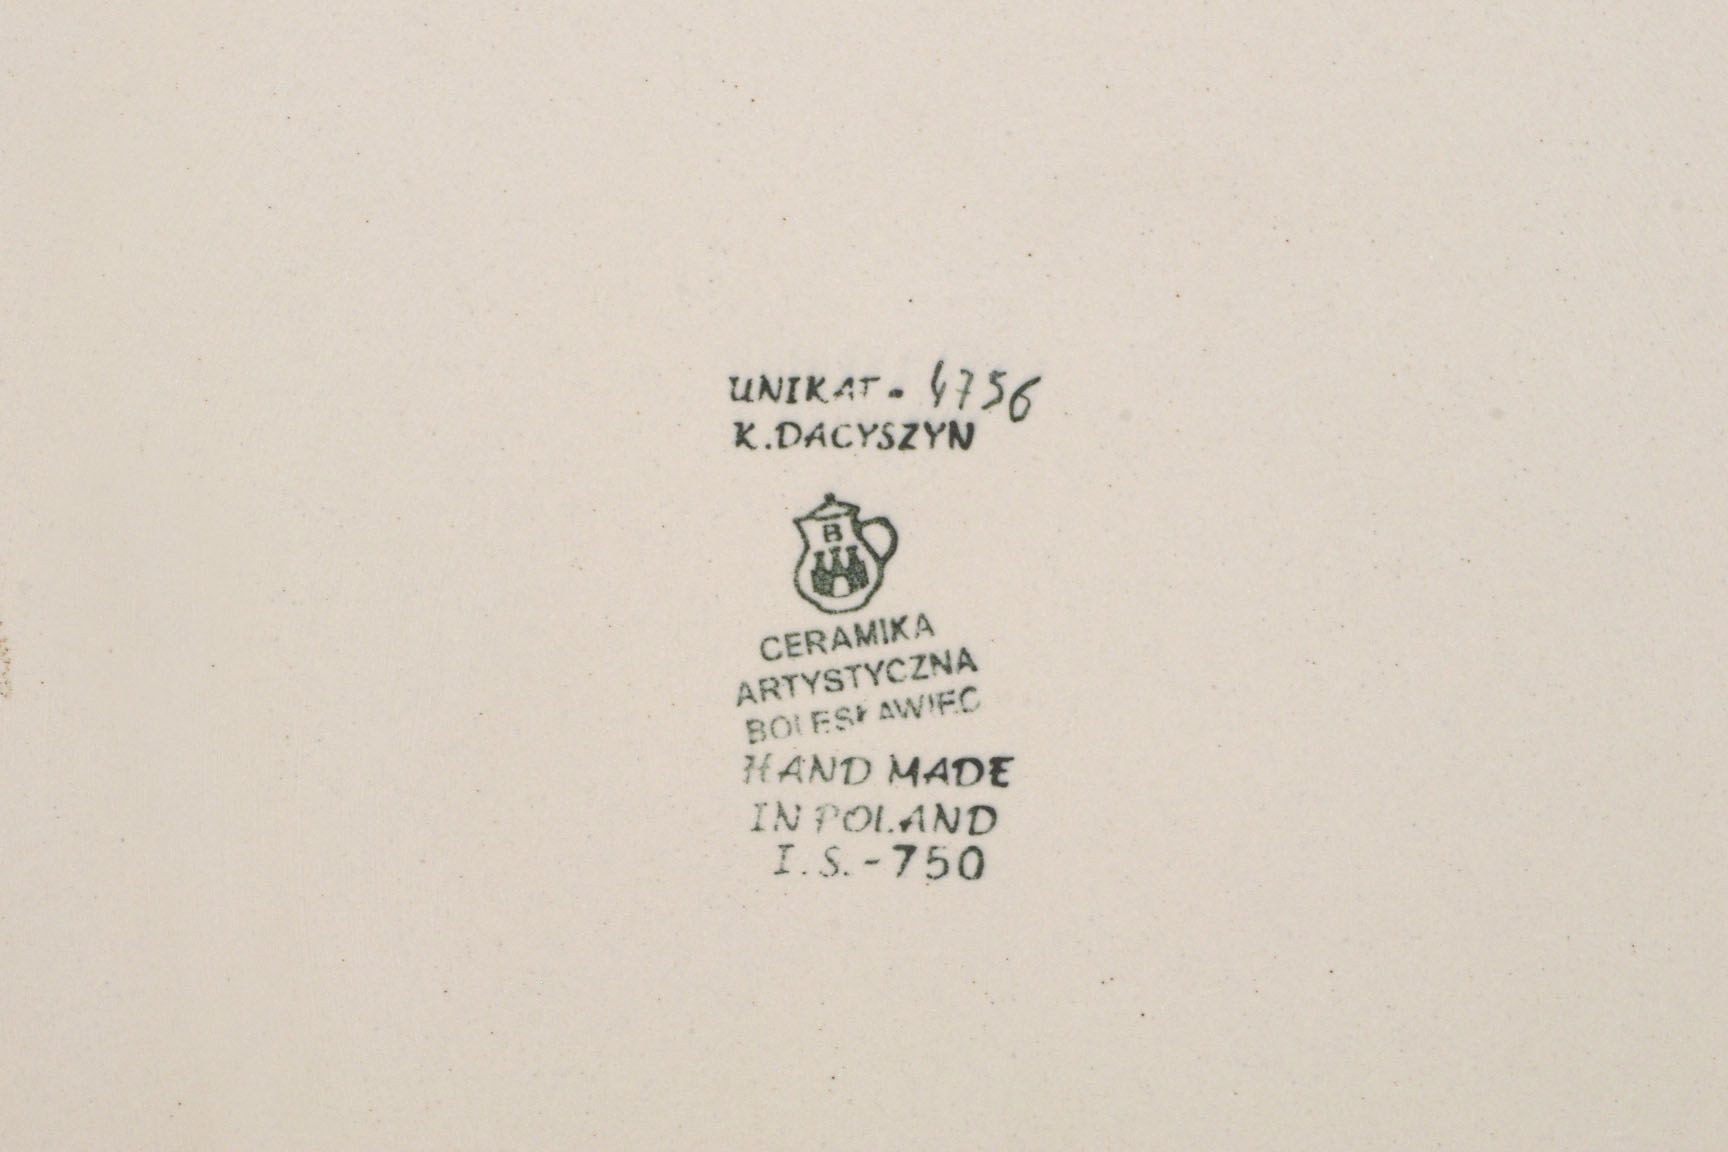 UNIKAT - 4756
K.DACYSZYN
B
CERAMIKA
ARTYSTYCZNA
BOLESŁAWIEC
HAND MADE
IN POLAND
I.S.-750